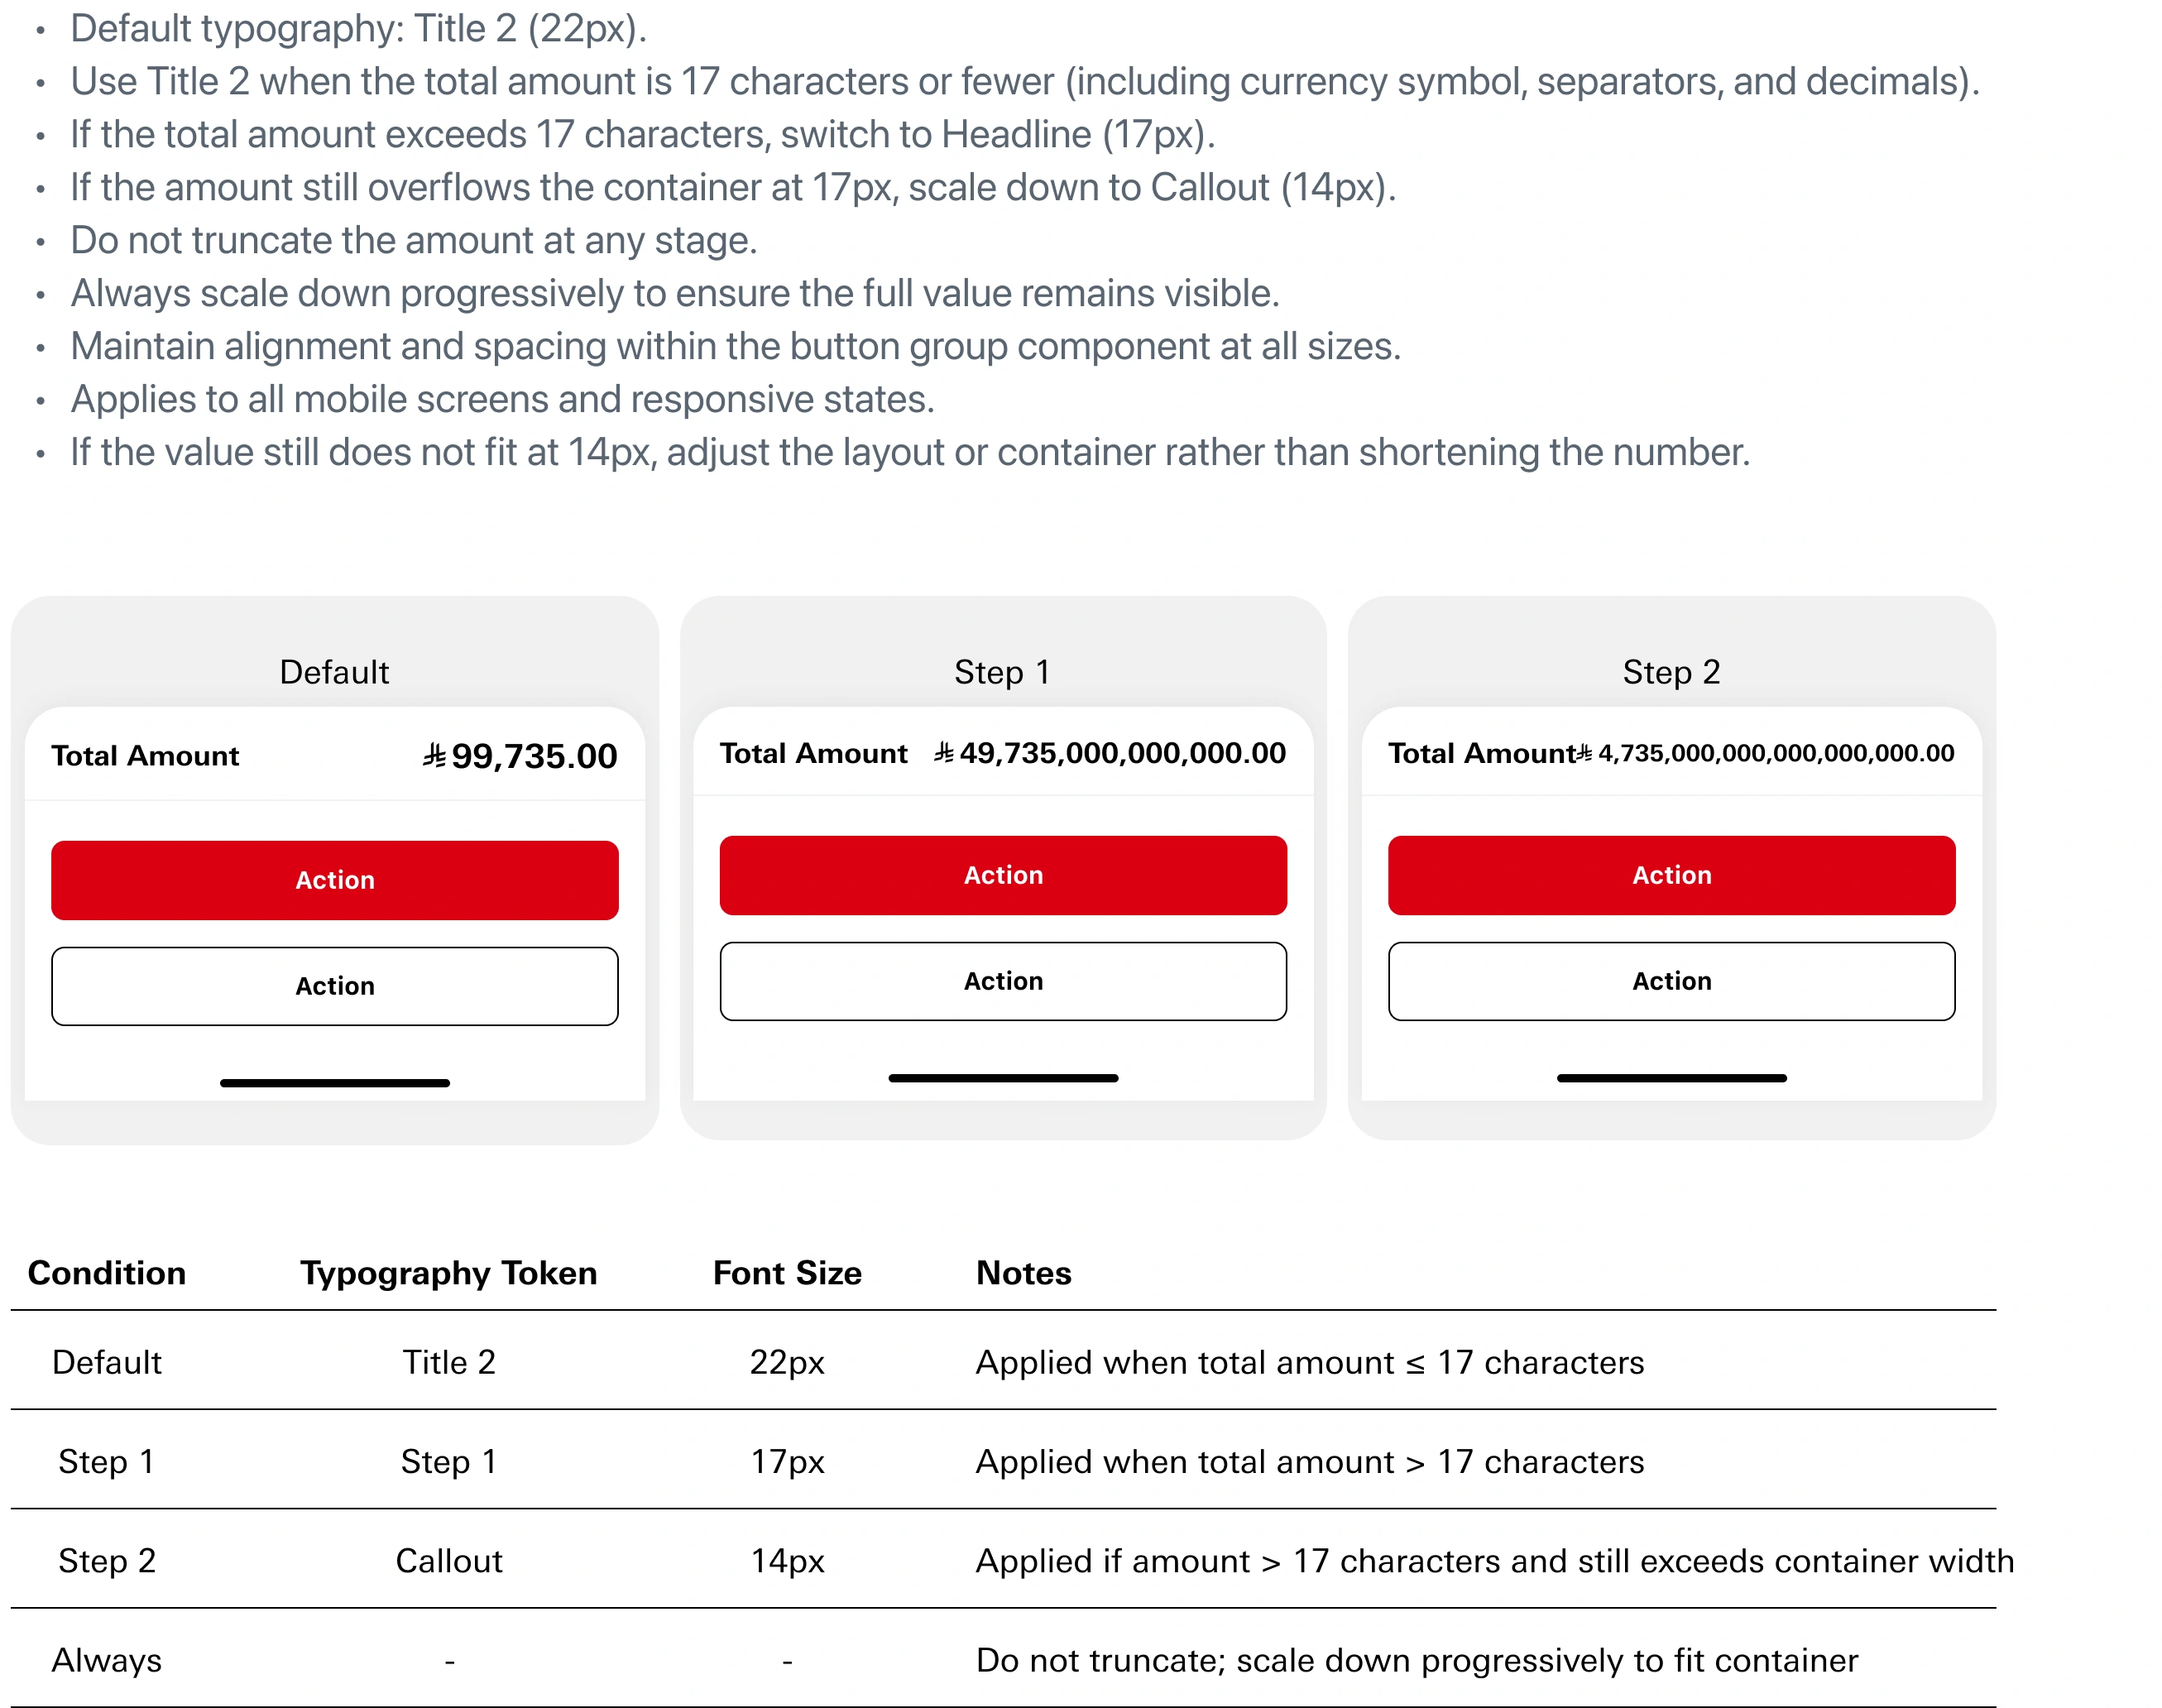 • Default typography: Title 2 (22px).
• Use Title 2 when the total amount is 17 characters or fewer (including currency symbol, separators, and decimals).
• If the total amount exceeds 17 characters, switch to Headline (17px).
• If the amount still overflows the container at 17px, scale down to Callout (14px).
• Do not truncate the amount at any stage.
• Always scale down progressively to ensure the full value remains visible.
• Maintain alignment and spacing within the button group component at all sizes.
• Applies to all mobile screens and responsive states.
• If the value still does not fit at 14px, adjust the layout or container rather than shortening the number.
Default
Total Amount ⃁ 99,735.00
Action
Action
Step 1
Total Amount ⃁ 49,735,000,000,000.00
Action
Action
Step 2
Total Amount ⃁ 4,735,000,000,000,000,000.00
Action
Action
Condition Typography Token Font Size Notes
Default Title 2 22px Applied when total amount ≤ 17 characters
Step 1 Step 1 17px Applied when total amount > 17 characters
Step 2 Callout 14px Applied if amount > 17 characters and still exceeds container width
Always - - Do not truncate; scale down progressively to fit container